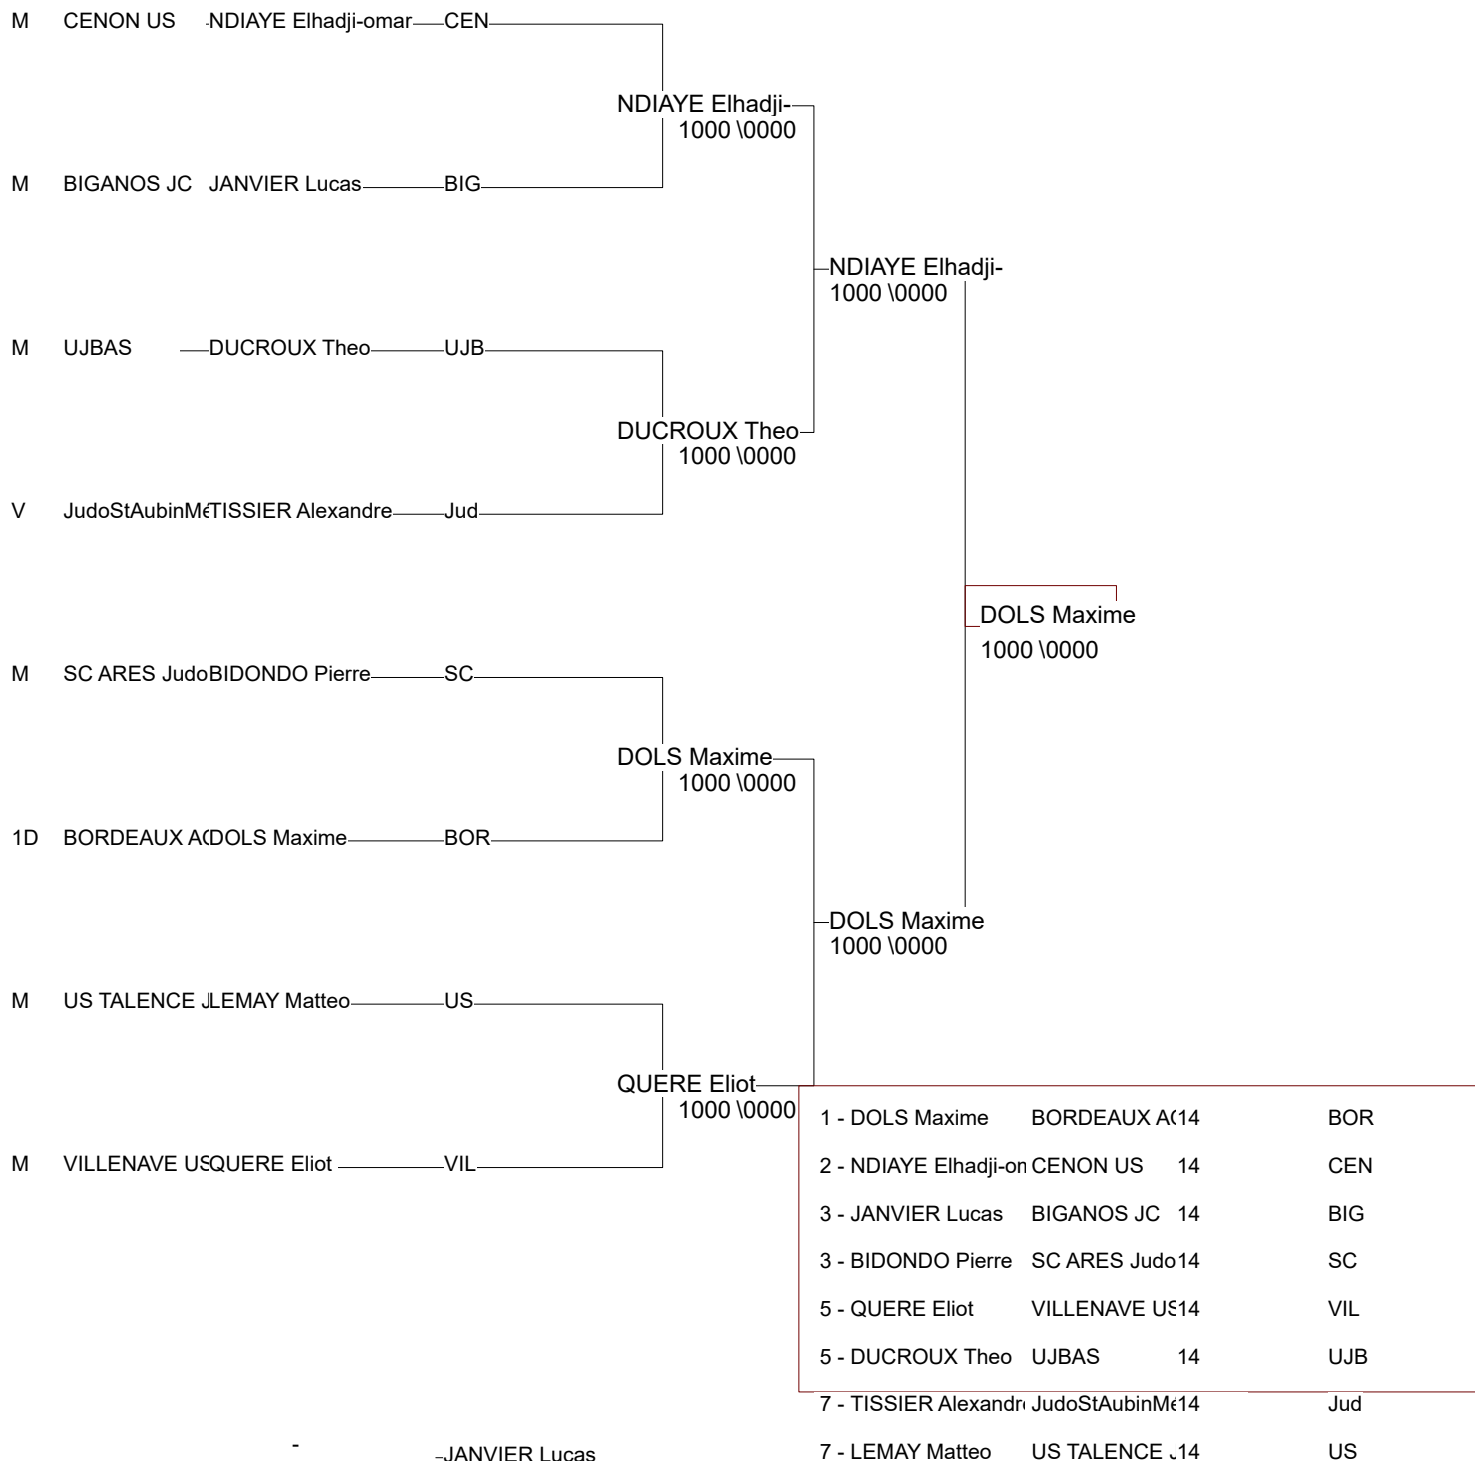 M CENON US NDIAYE Elhadji-omar CEN
NDIAYE Elhadji-
1000 \0000
M BIGANOS JC JANVIER Lucas BIG
NDIAYE Elhadji-
1000 \0000
M UJBAS DUCROUX Theo UJB
DUCROUX Theo
1000 \0000
V JudoStAubinMe TISSIER Alexandre Jud
DOLS Maxime
1000 \0000
M SC ARES Judo BIDONDO Pierre SC
DOLS Maxime
1000 \0000
1D BORDEAUX A DOLS Maxime BOR
DOLS Maxime
1000 \0000
M US TALENCE J LEMAY Matteo US
QUERE Eliot
1000 \0000
M VILLENAVE US QUERE Eliot VIL
1 - DOLS Maxime BORDEAUX A 14 BOR
2 - NDIAYE Elhadji-om CENON US 14 CEN
3 - JANVIER Lucas BIGANOS JC 14 BIG
3 - BIDONDO Pierre SC ARES Judo 14 SC
5 - QUERE Eliot VILLENAVE US 14 VIL
5 - DUCROUX Theo UJBAS 14 UJB
7 - TISSIER Alexandre JudoStAubinMe 14 Jud
7 - LEMAY Matteo US TALENCE J 14 US
-
JANVIER Lucas